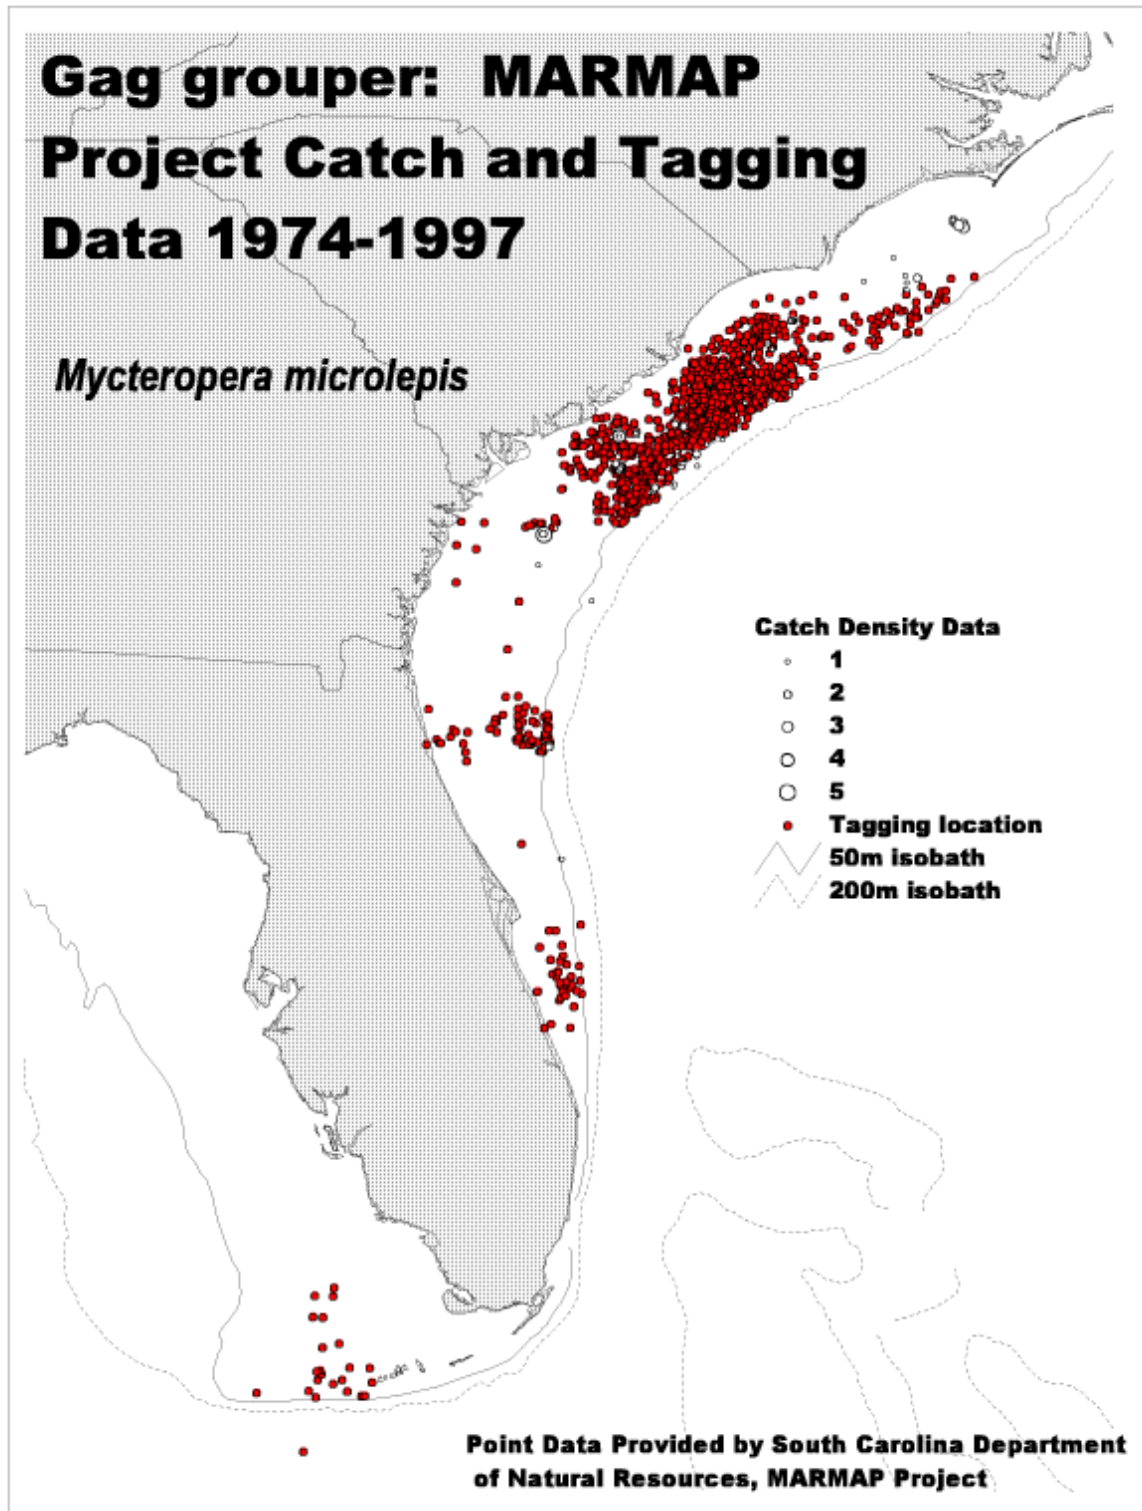 Gag grouper: MARMAP
Project Catch and Tagging
Data 1974-1997
Mycteropera microlepis
Catch Density Data
1
2
3
4
5
Tagging location
50m isobath
200m isobath
Point Data Provided by South Carolina Department
of Natural Resources, MARMAP Project